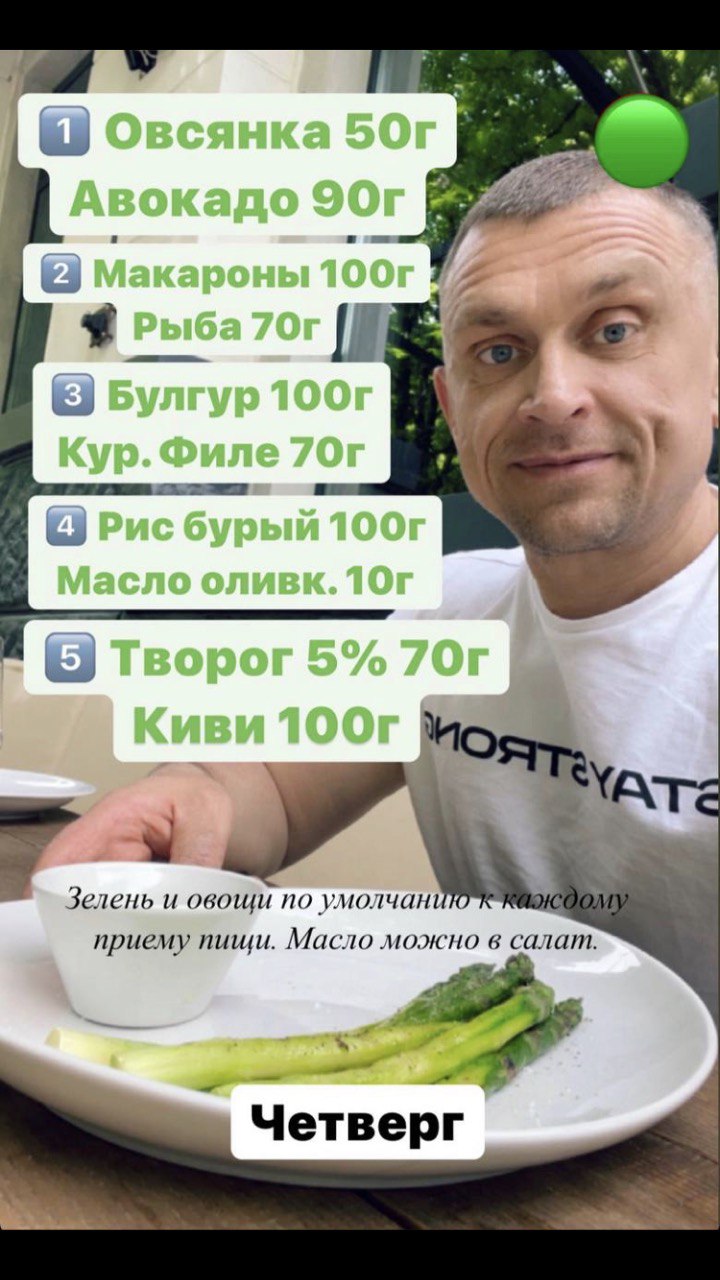 1 Овсянка 50г
Авокадо 90г
2 Макароны 100г
Рыба 70г
3 Булгур 100г
Кур. Филе 70г
4 Рис бурый 100г
Масло оливк. 10г
5 Творог 5% 70г
Киви 100г
STAY STRONG
Зелень и овощи по умолчанию к каждому
приему пищи. Масло можно в салат.
Четверг